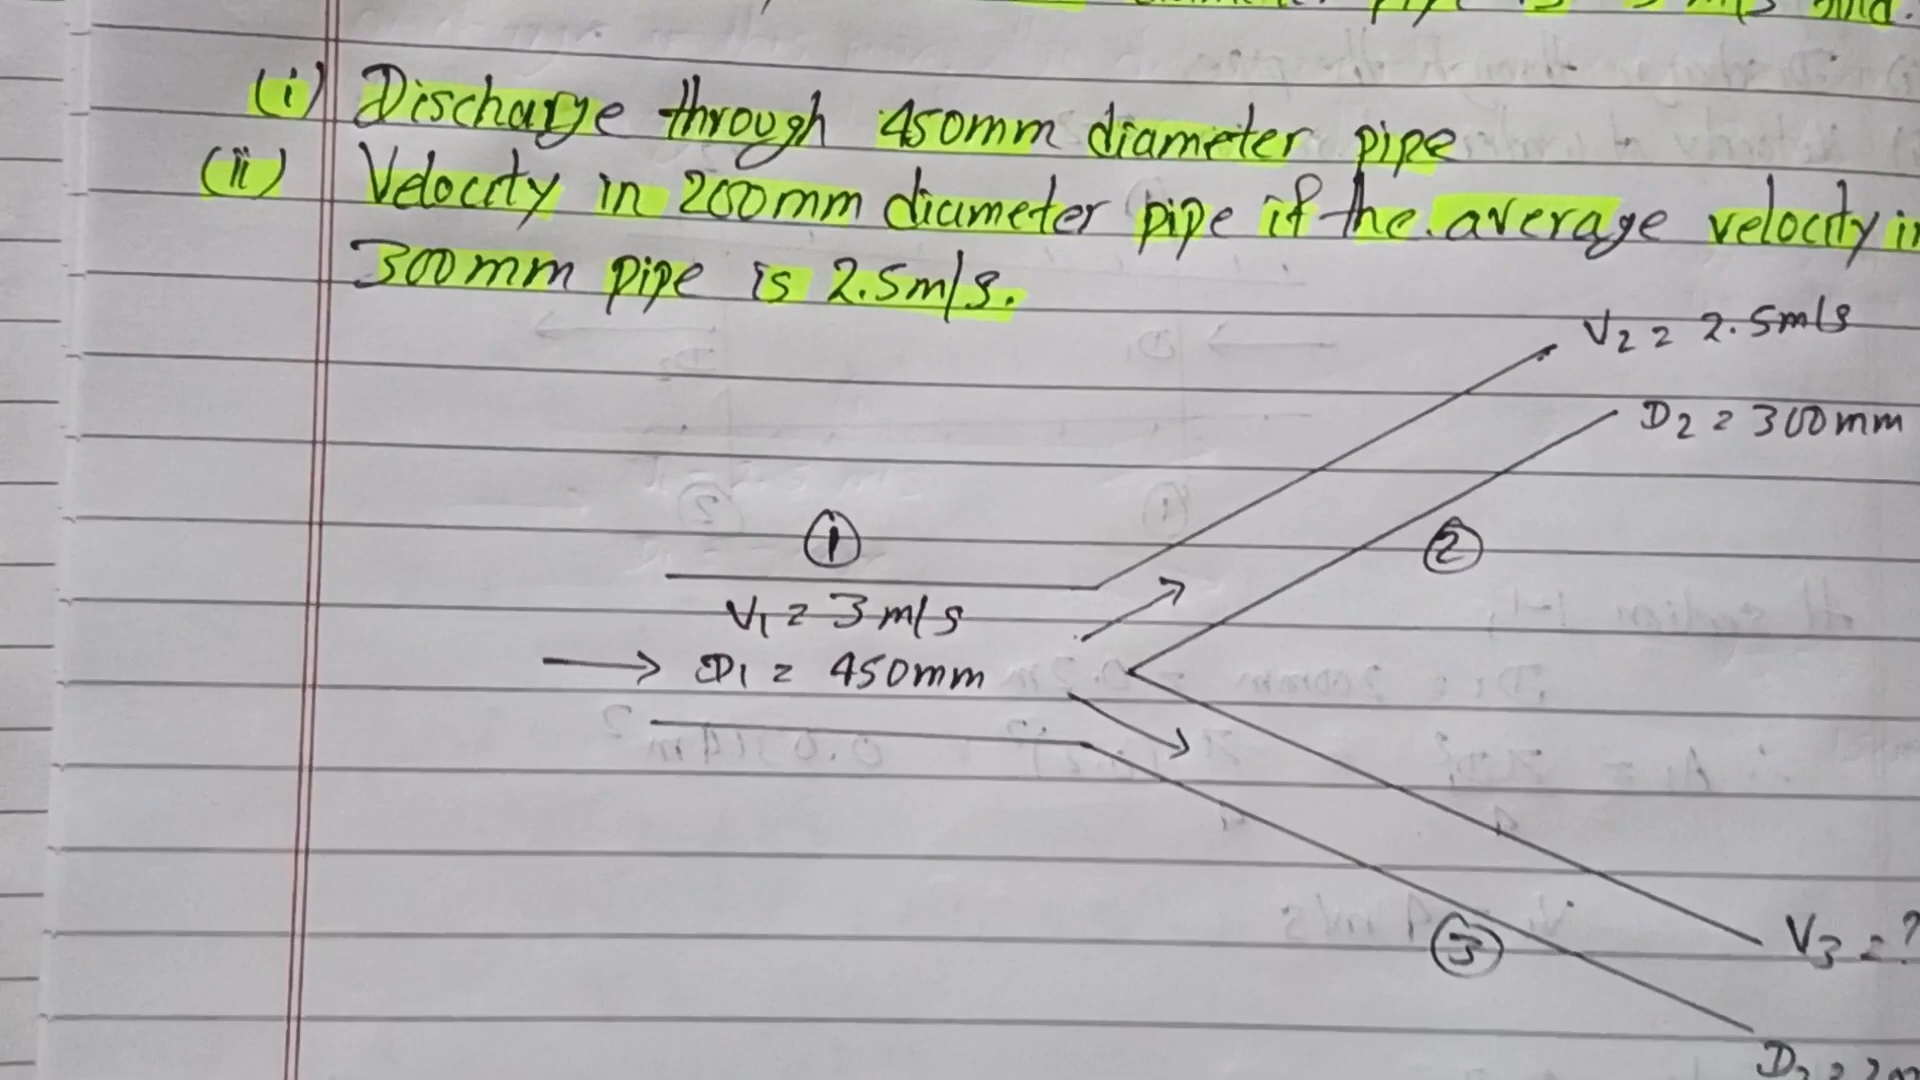 (i) Discharge through 450mm diameter pipe
(ii) Velocity in 200mm diameter pipe if the average velocity in
300mm pipe is 2.5m/s.
V2 = 2.5m/s
D2 = 300mm
①
②
V1 = 3m/s
→ D1 = 450mm
③
V3 = ?